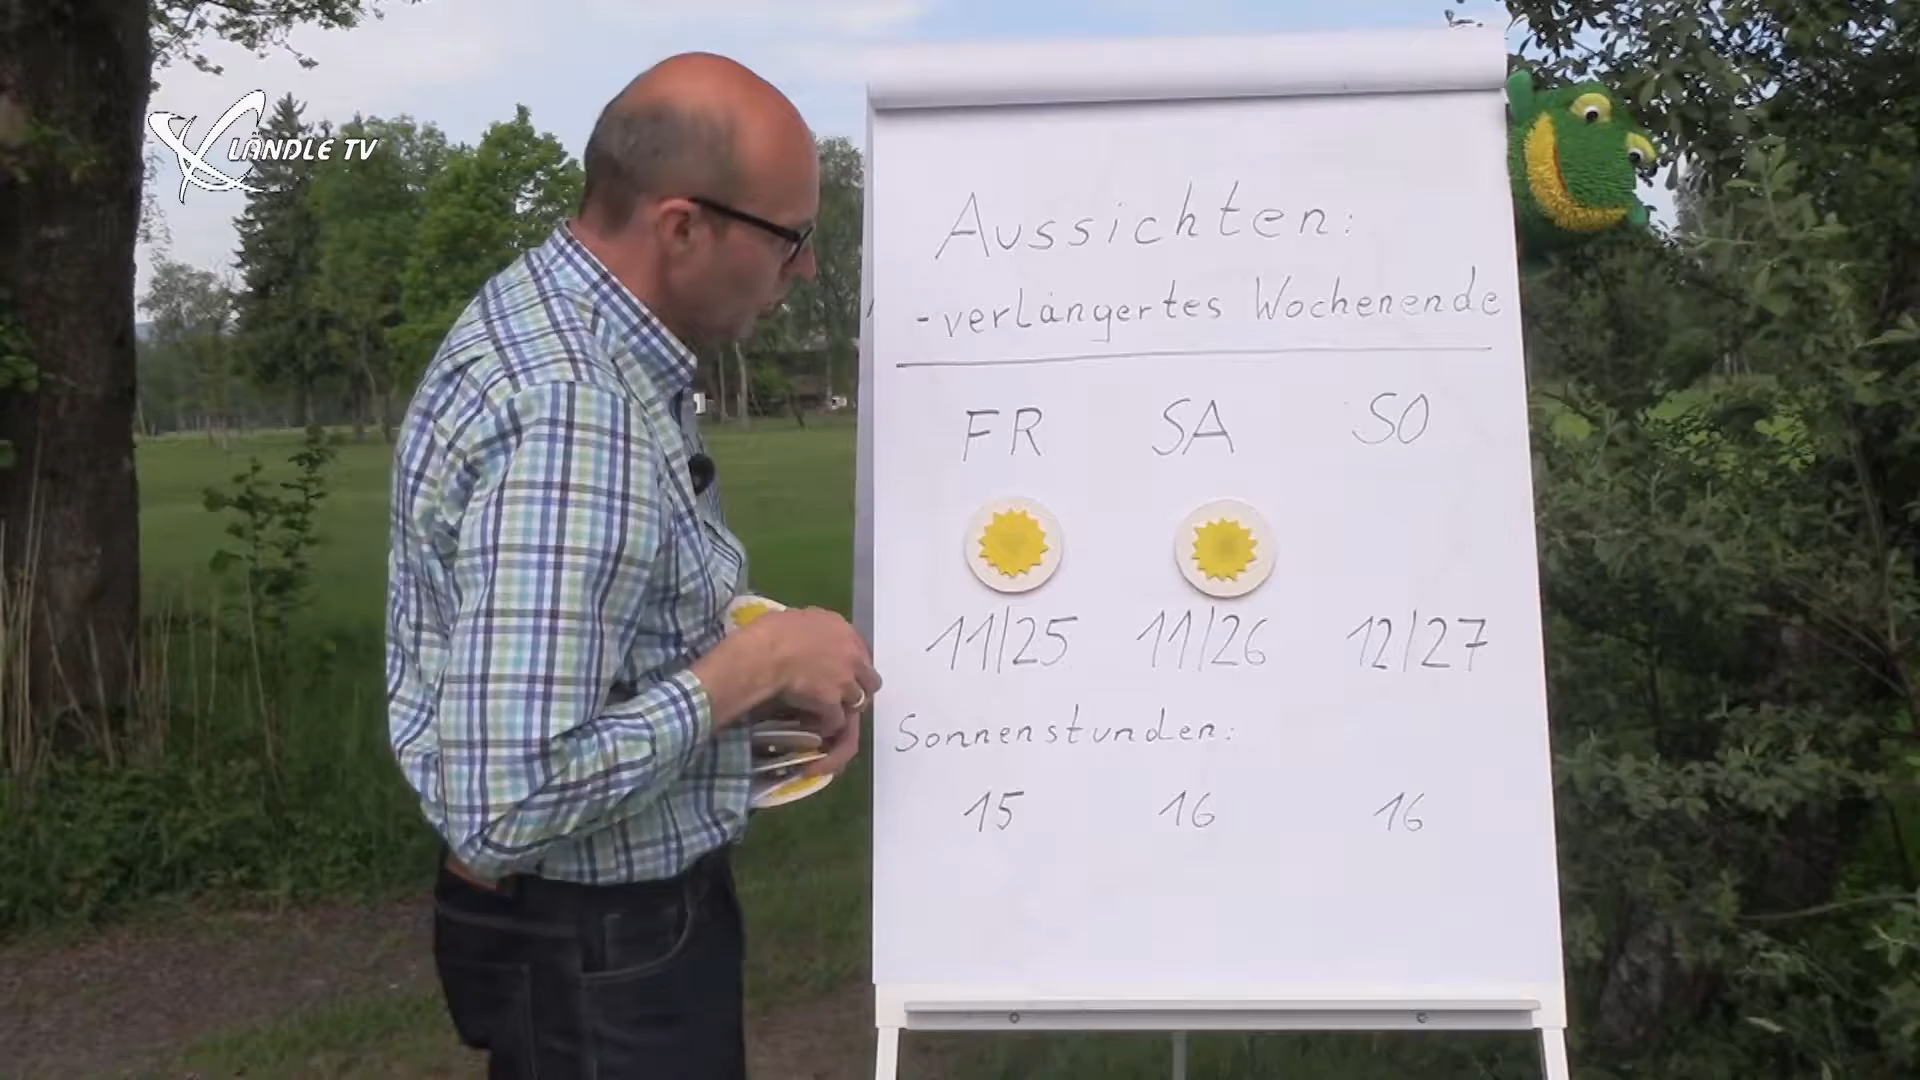 LÄNDLE TV
Aussichten:
-verlängertes Wochenende
FR SA SO
11/25 11/26 12/27
Sonnenstunden:
15 16 16